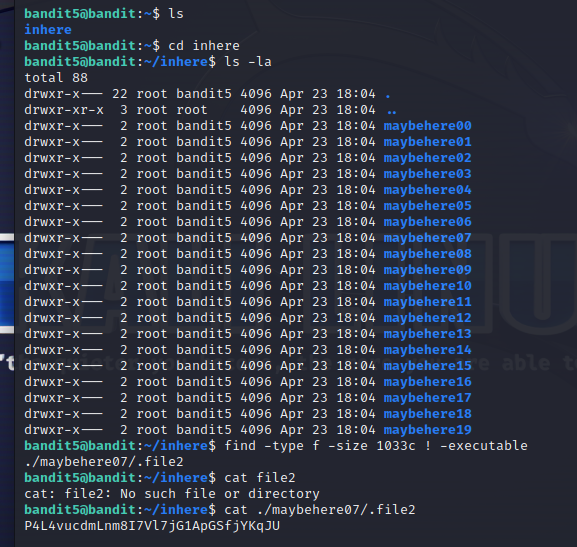 bandit5@bandit:~$ ls
inhere
bandit5@bandit:~$ cd inhere
bandit5@bandit:~/inhere$ ls -la
total 88
drwxr-x--- 22 root bandit5 4096 Apr 23 18:04 .
drwxr-xr-x  3 root root    4096 Apr 23 18:04 ..
drwxr-x---  2 root bandit5 4096 Apr 23 18:04 maybehere00
drwxr-x---  2 root bandit5 4096 Apr 23 18:04 maybehere01
drwxr-x---  2 root bandit5 4096 Apr 23 18:04 maybehere02
drwxr-x---  2 root bandit5 4096 Apr 23 18:04 maybehere03
drwxr-x---  2 root bandit5 4096 Apr 23 18:04 maybehere04
drwxr-x---  2 root bandit5 4096 Apr 23 18:04 maybehere05
drwxr-x---  2 root bandit5 4096 Apr 23 18:04 maybehere06
drwxr-x---  2 root bandit5 4096 Apr 23 18:04 maybehere07
drwxr-x---  2 root bandit5 4096 Apr 23 18:04 maybehere08
drwxr-x---  2 root bandit5 4096 Apr 23 18:04 maybehere09
drwxr-x---  2 root bandit5 4096 Apr 23 18:04 maybehere10
drwxr-x---  2 root bandit5 4096 Apr 23 18:04 maybehere11
drwxr-x---  2 root bandit5 4096 Apr 23 18:04 maybehere12
drwxr-x---  2 root bandit5 4096 Apr 23 18:04 maybehere13
drwxr-x---  2 root bandit5 4096 Apr 23 18:04 maybehere14
drwxr-x---  2 root bandit5 4096 Apr 23 18:04 maybehere15
drwxr-x---  2 root bandit5 4096 Apr 23 18:04 maybehere16
drwxr-x---  2 root bandit5 4096 Apr 23 18:04 maybehere17
drwxr-x---  2 root bandit5 4096 Apr 23 18:04 maybehere18
drwxr-x---  2 root bandit5 4096 Apr 23 18:04 maybehere19
bandit5@bandit:~/inhere$ find -type f -size 1033c ! -executable
./maybehere07/.file2
bandit5@bandit:~/inhere$ cat file2
cat: file2: No such file or directory
bandit5@bandit:~/inhere$ cat ./maybehere07/.file2
P4L4vucdmLnm8I7Vl7jG1ApGSfjYKqJU